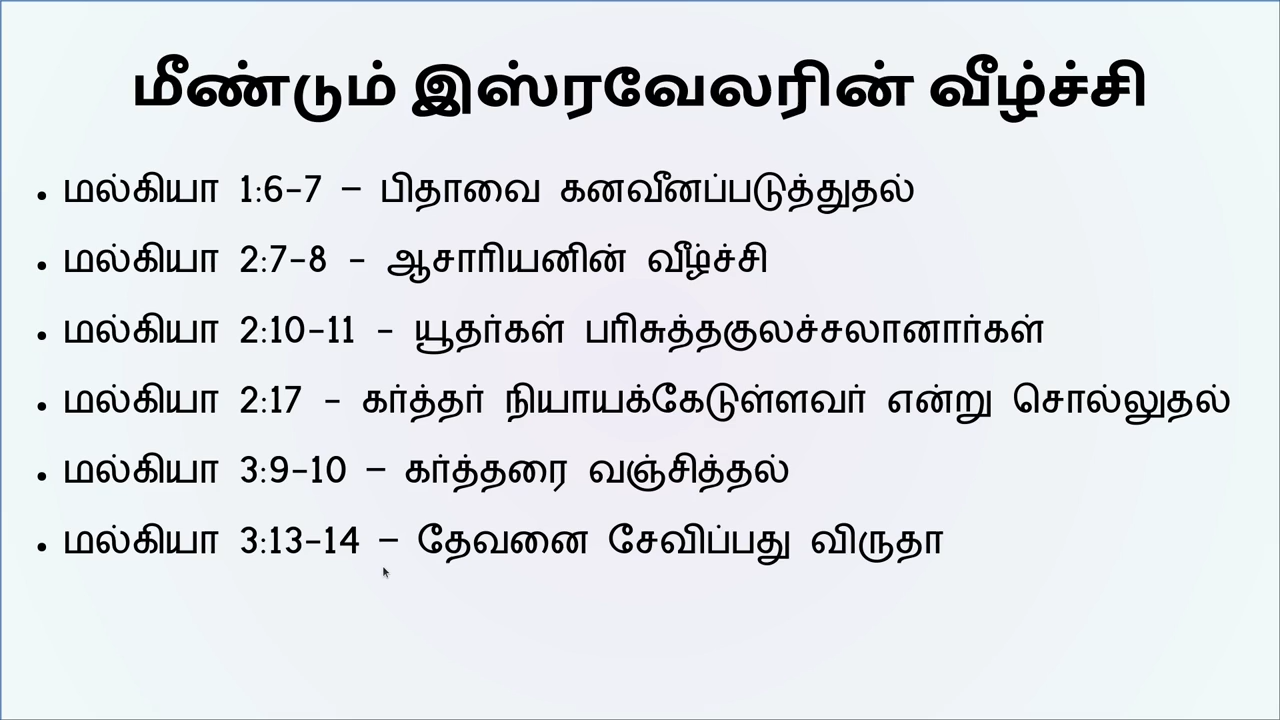 மீண்டும் இஸ்ரவேலரின் வீழ்ச்சி
• மல்கியா 1:6-7 – பிதாவை கனவீனப்படுத்துதல்
• மல்கியா 2:7-8 - ஆசாரியனின் வீழ்ச்சி
• மல்கியா 2:10-11 - யூதர்கள் பரிசுத்தகுலச்சலானார்கள்
• மல்கியா 2:17 - கர்த்தர் நியாயக்கேடுள்ளவர் என்று சொல்லுதல்
• மல்கியா 3:9-10 – கர்த்தரை வஞ்சித்தல்
• மல்கியா 3:13-14 – தேவனை சேவிப்பது விருதா